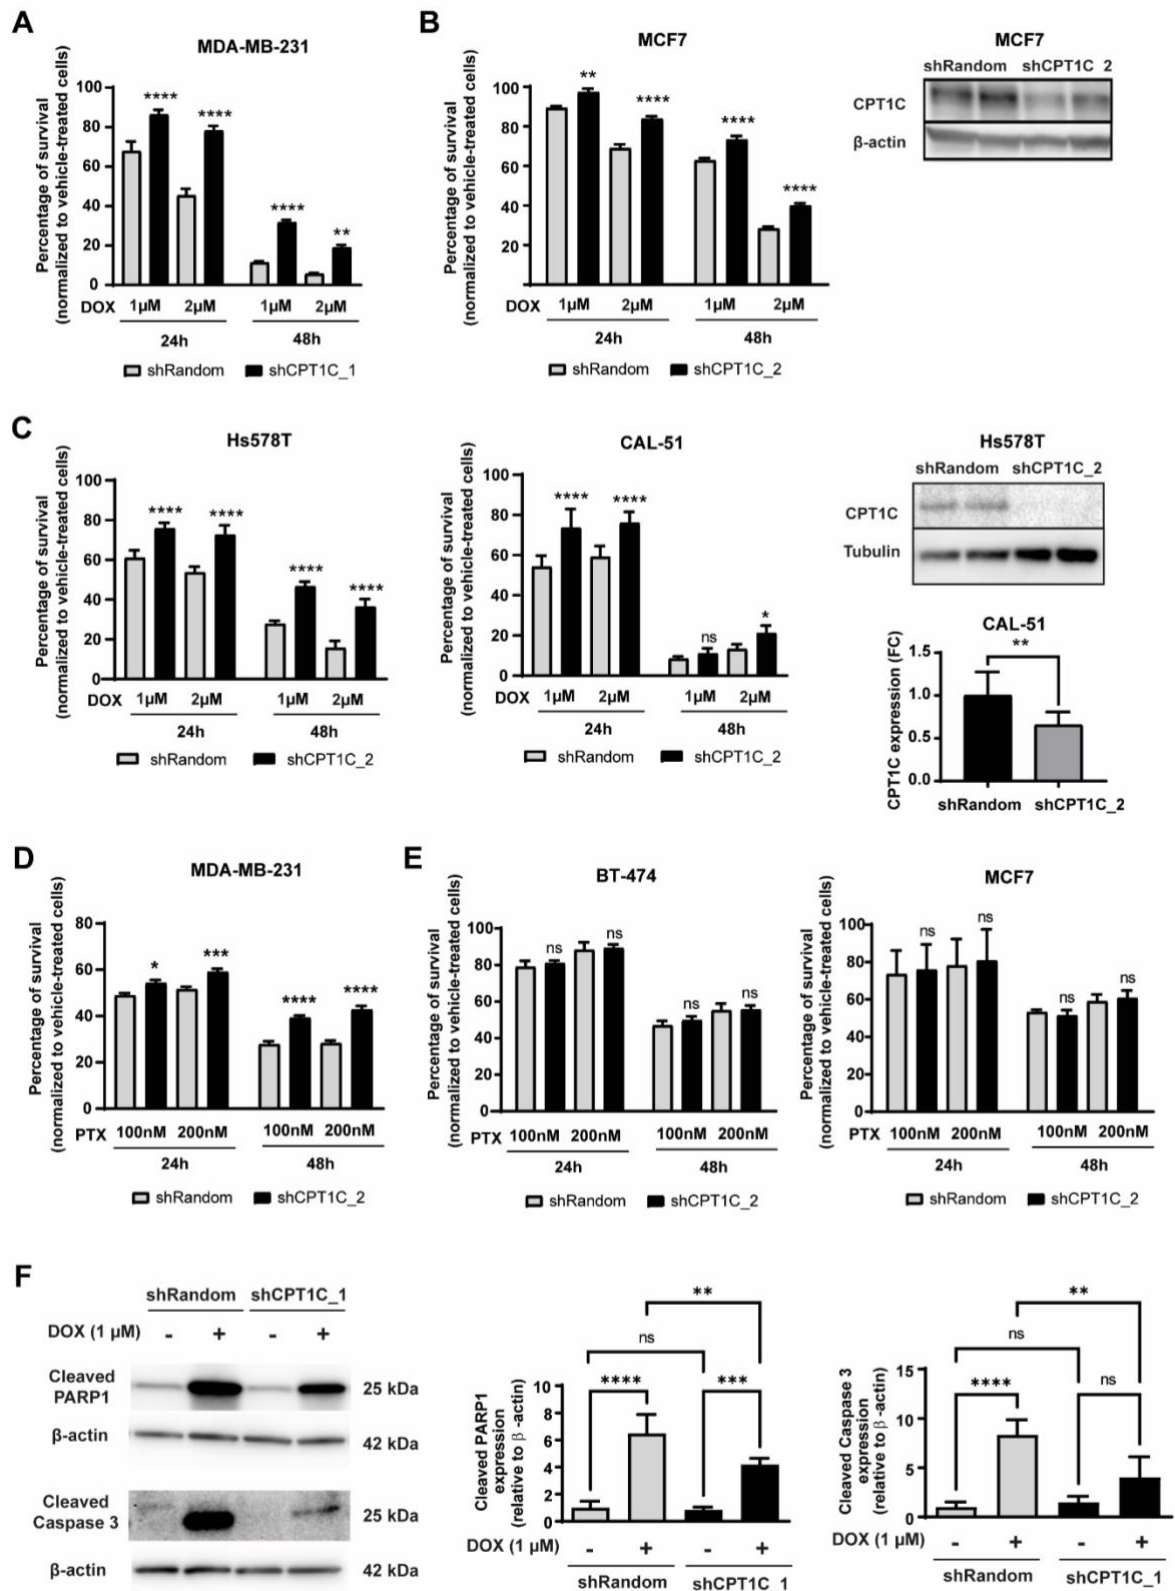 A
MDA-MB-231
Percentage of survival
(normalized to vehicle-treated cells)
100
80
60
40
20
0
**** **** **** **
DOX 1µM 2µM 1µM 2µM
24h 48h
shRandom shCPT1C_1
B
MCF7
Percentage of survival
(normalized to vehicle-treated cells)
100
80
60
40
20
** **** **** ****
DOX 1µM 2µM 1µM 2µM
24h 48h
shRandom shCPT1C_2
MCF7
shRandom shCPT1C 2
CPT1C
β-actin
C
Hs578T
Percentage of survival
(normalized to vehicle-treated cells)
100
80
60
40
20
0
**** **** **** ****
DOX 1µM 2µM 1µM 2µM
24h 48h
shRandom shCPT1C_2
CAL-51
Percentage of survival
(normalized to vehicle-treated cells)
100
80
60
40
20
0
**** **** ns *
1µM 2µM 1µM 2µM
24h 48h
shRandom shCPT1C_2
Hs578T
shRandom shCPT1C_2
CPT1C
Tubulin
CAL-51
CPT1C expression (FC)
1.5
1.0
0.5
0.0
**
shRandom shCPT1C_2
D
MDA-MB-231
Percentage of survival
(normalized to vehicle-treated cells)
80
60
40
20
0
* *** **** ****
PTX 100nM 200nM 100nM 200nM
24h 48h
shRandom shCPT1C_2
E
BT-474
Percentage of survival
(normalized to vehicle-treated cells)
100
80
60
40
20
0
ns ns ns ns
PTX 100nM 200nM 100nM 200nM
24h 48h
shRandom shCPT1C_2
MCF7
Percentage of survival
(normalized to vehicle-treated cells)
100
80
60
40
20
0
ns ns ns ns
PTX 100nM 200nM 100nM 200nM
24h 48h
shRandom shCPT1C_2
F
shRandom shCPT1C_1
DOX (1 µM) - + - +
Cleaved
PARP1
25 kDa
β-actin
42 kDa
Cleaved
Caspase 3
25 kDa
β-actin
42 kDa
Cleaved PARP1
expression
(relative to β -actin)
10
8
6
4
2
0
**
ns
**** ***
DOX (1 µM) - + - +
shRandom shCPT1C_1
Cleaved Caspase 3
expression
(relative to β -actin)
15
10
5
0
**
ns
**** ns
DOX (1 µM) - + - +
shRandom shCPT1C_1